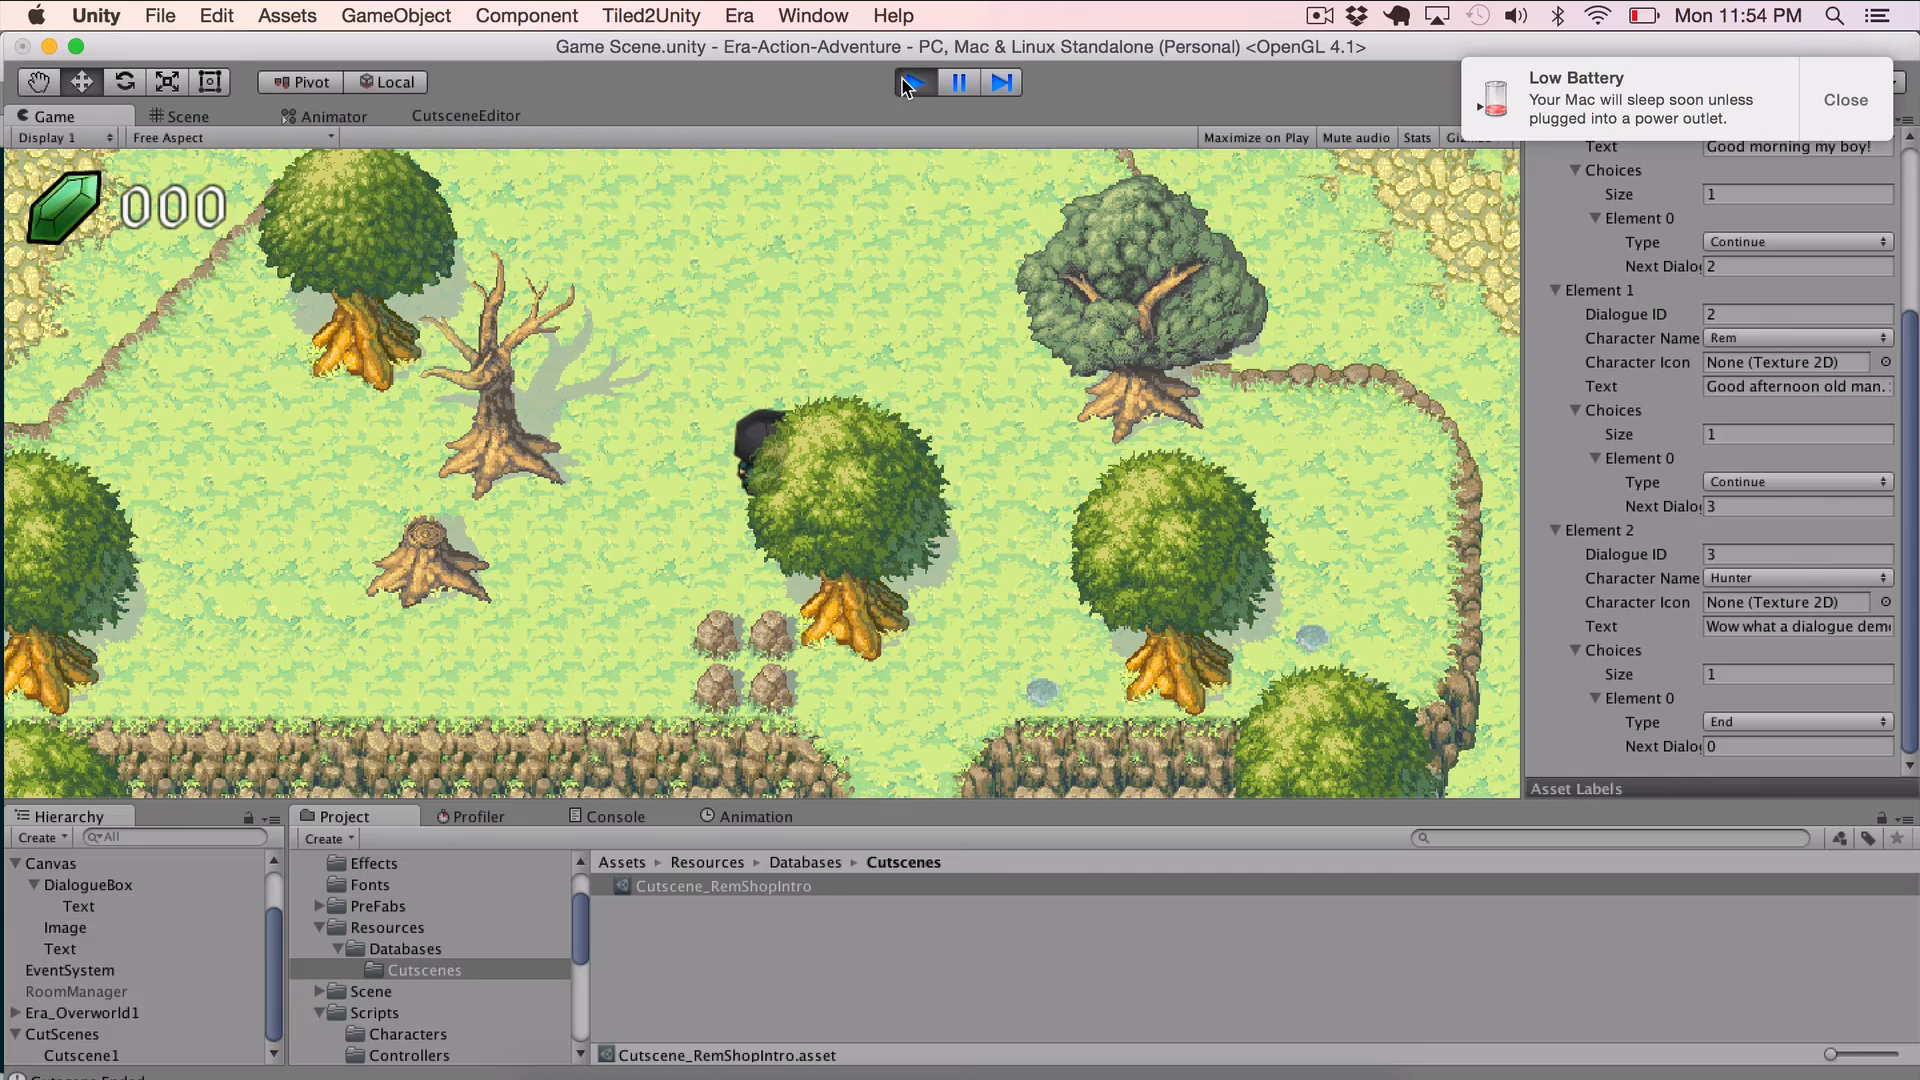 Unity File Edit Assets GameObject Component Tiled2Unity Era Window Help Mon 11:54 PM
Game Scene.unity - Era-Action-Adventure - PC, Mac & Linux Standalone (Personal) <OpenGL 4.1>
Pivot Local
Low Battery
Your Mac will sleep soon unless
plugged into a power outlet.
Close
Game Scene Animator CutsceneEditor
Display 1 Free Aspect Maximize on Play Mute audio Stats
000
Text Good morning my boy!
Choices
Size 1
Element 0
Type Continue
Next Dialog 2
Element 1
Dialogue ID 2
Character Name Rem
Character Icon None (Texture 2D)
Text Good afternoon old man.
Choices
Size 1
Element 0
Type Continue
Next Dialog 3
Element 2
Dialogue ID 3
Character Name Hunter
Character Icon None (Texture 2D)
Text Wow what a dialogue dem
Choices
Size 1
Element 0
Type End
Next Dialog 0
Asset Labels
Hierarchy
Create All
Canvas
DialogueBox
Text
Image
Text
EventSystem
RoomManager
Era_Overworld1
CutScenes
Cutscene1
Cutscene Ended
Project Profiler Console Animation
Create
Effects
Fonts
PreFabs
Resources
Databases
Cutscenes
Scene
Scripts
Characters
Controllers
Assets Resources Databases Cutscenes
Cutscene_RemShopIntro
Cutscene_RemShopIntro.asset